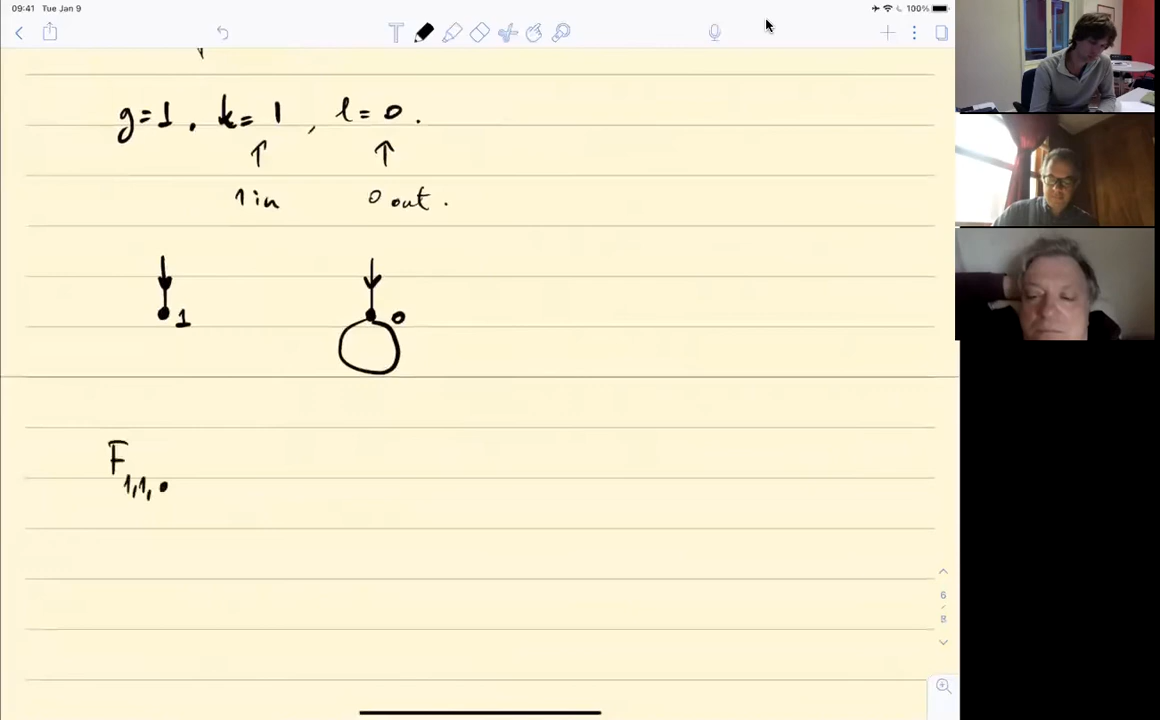 09:41 Tue Jan 9 100%
T
g=1, k=1, l=0.
↑ ↑
1 in 0 out.
1 0
F₁,₁,₀
6
/
8